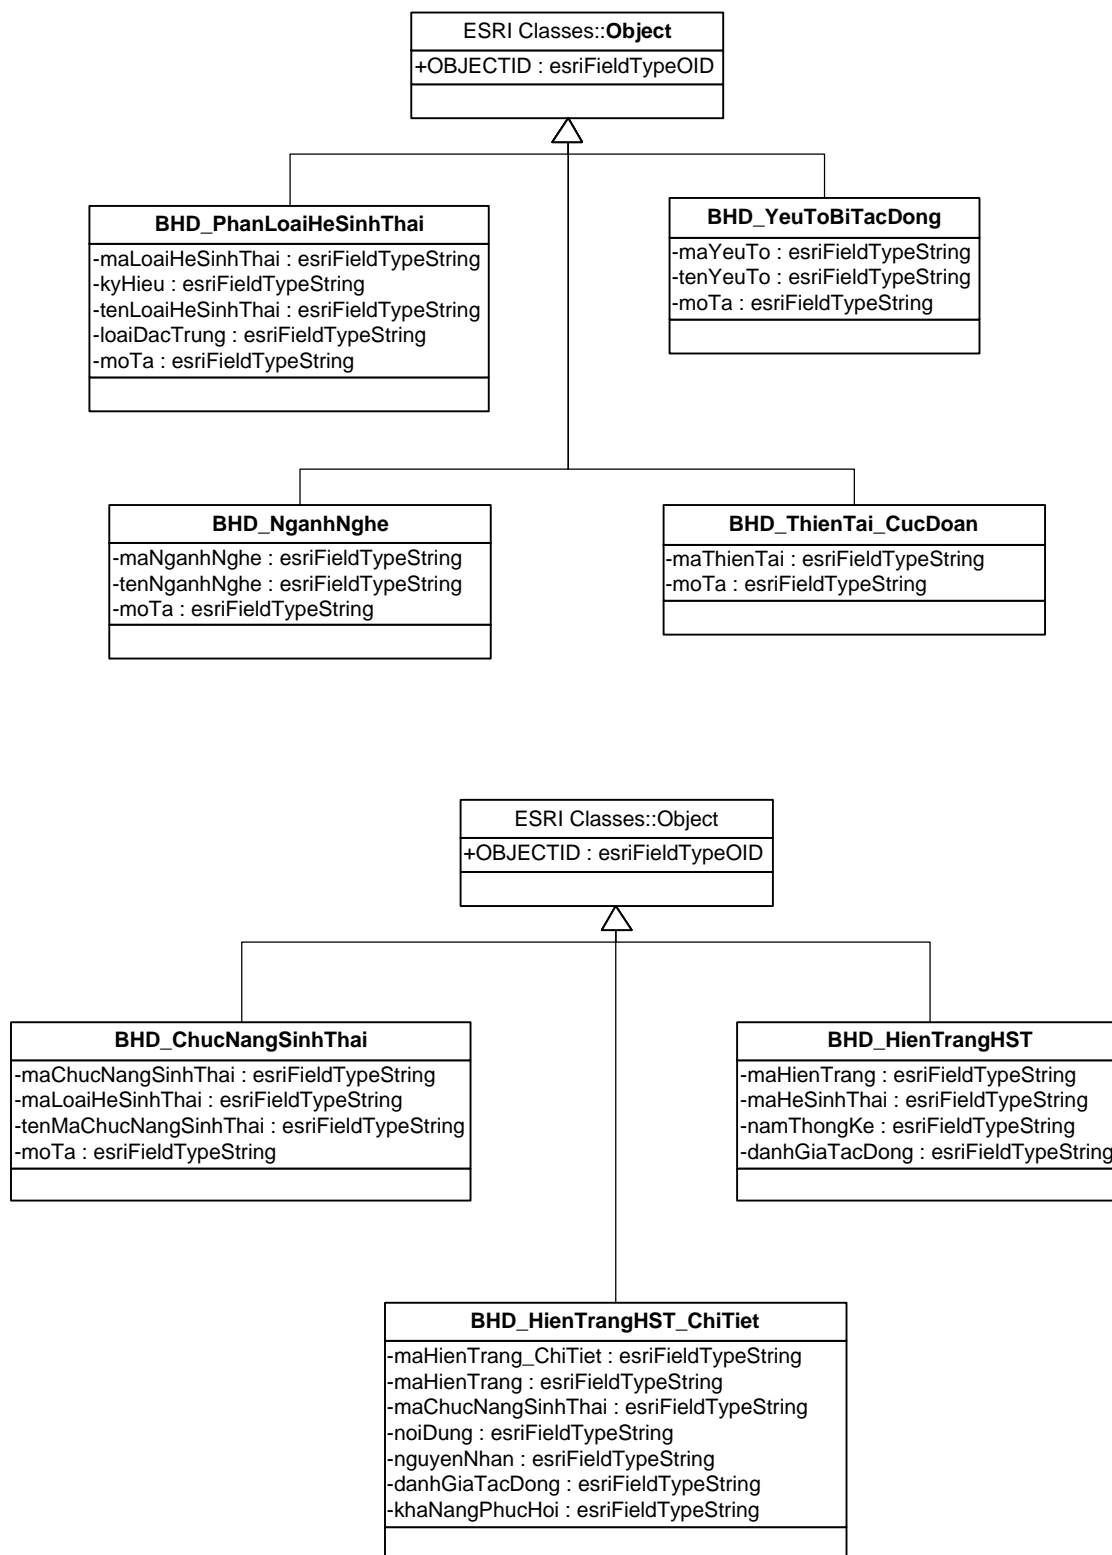 ESRI Classes::Object
+OBJECTID : esriFieldTypeOID
BHD_PhanLoaiHeSinhThai
-maLoaiHeSinhThai : esriFieldTypeString
-kyHieu : esriFieldTypeString
-tenLoaiHeSinhThai : esriFieldTypeString
-loaiDacTrung : esriFieldTypeString
-moTa : esriFieldTypeString
BHD_YeuToBiTacDong
-maYeuTo : esriFieldTypeString
-tenYeuTo : esriFieldTypeString
-moTa : esriFieldTypeString
BHD_NganhNghe
-maNganhNghe : esriFieldTypeString
-tenNganhNghe : esriFieldTypeString
-moTa : esriFieldTypeString
BHD_ThienTai_CucDoan
-maThienTai : esriFieldTypeString
-moTa : esriFieldTypeString
ESRI Classes::Object
+OBJECTID : esriFieldTypeOID
BHD_ChucNangSinhThai
-maChucNangSinhThai : esriFieldTypeString
-maLoaiHeSinhThai : esriFieldTypeString
-tenMaChucNangSinhThai : esriFieldTypeString
-moTa : esriFieldTypeString
BHD_HienTrangHST
-maHienTrang : esriFieldTypeString
-maHeSinhThai : esriFieldTypeString
-namThongKe : esriFieldTypeString
-danhGiaTacDong : esriFieldTypeString
BHD_HienTrangHST_ChiTiet
-maHienTrang_ChiTiet : esriFieldTypeString
-maHienTrang : esriFieldTypeString
-maChucNangSinhThai : esriFieldTypeString
-noiDung : esriFieldTypeString
-nguyenNhan : esriFieldTypeString
-danhGiaTacDong : esriFieldTypeString
-khaNangPhucHoi : esriFieldTypeString